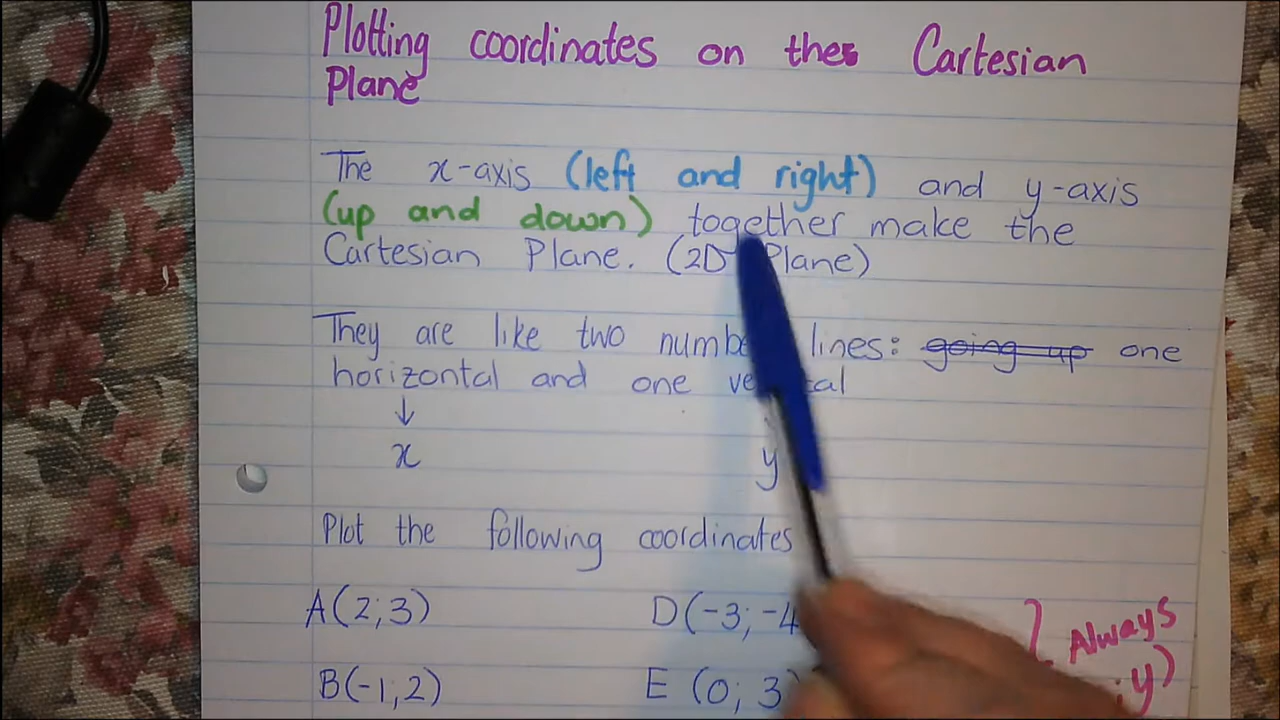 Plotting coordinates on the Cartesian
Plane
The x-axis (left and right) and y-axis
(up and down) together make the
Cartesian Plane. (2D Plane)
They are like two number lines: going up one
horizontal and one
↓
x y
Plot the following coordinates
A(2;3) D(-3;-4
B(-1;2) E (0;3)
} Always
;y)